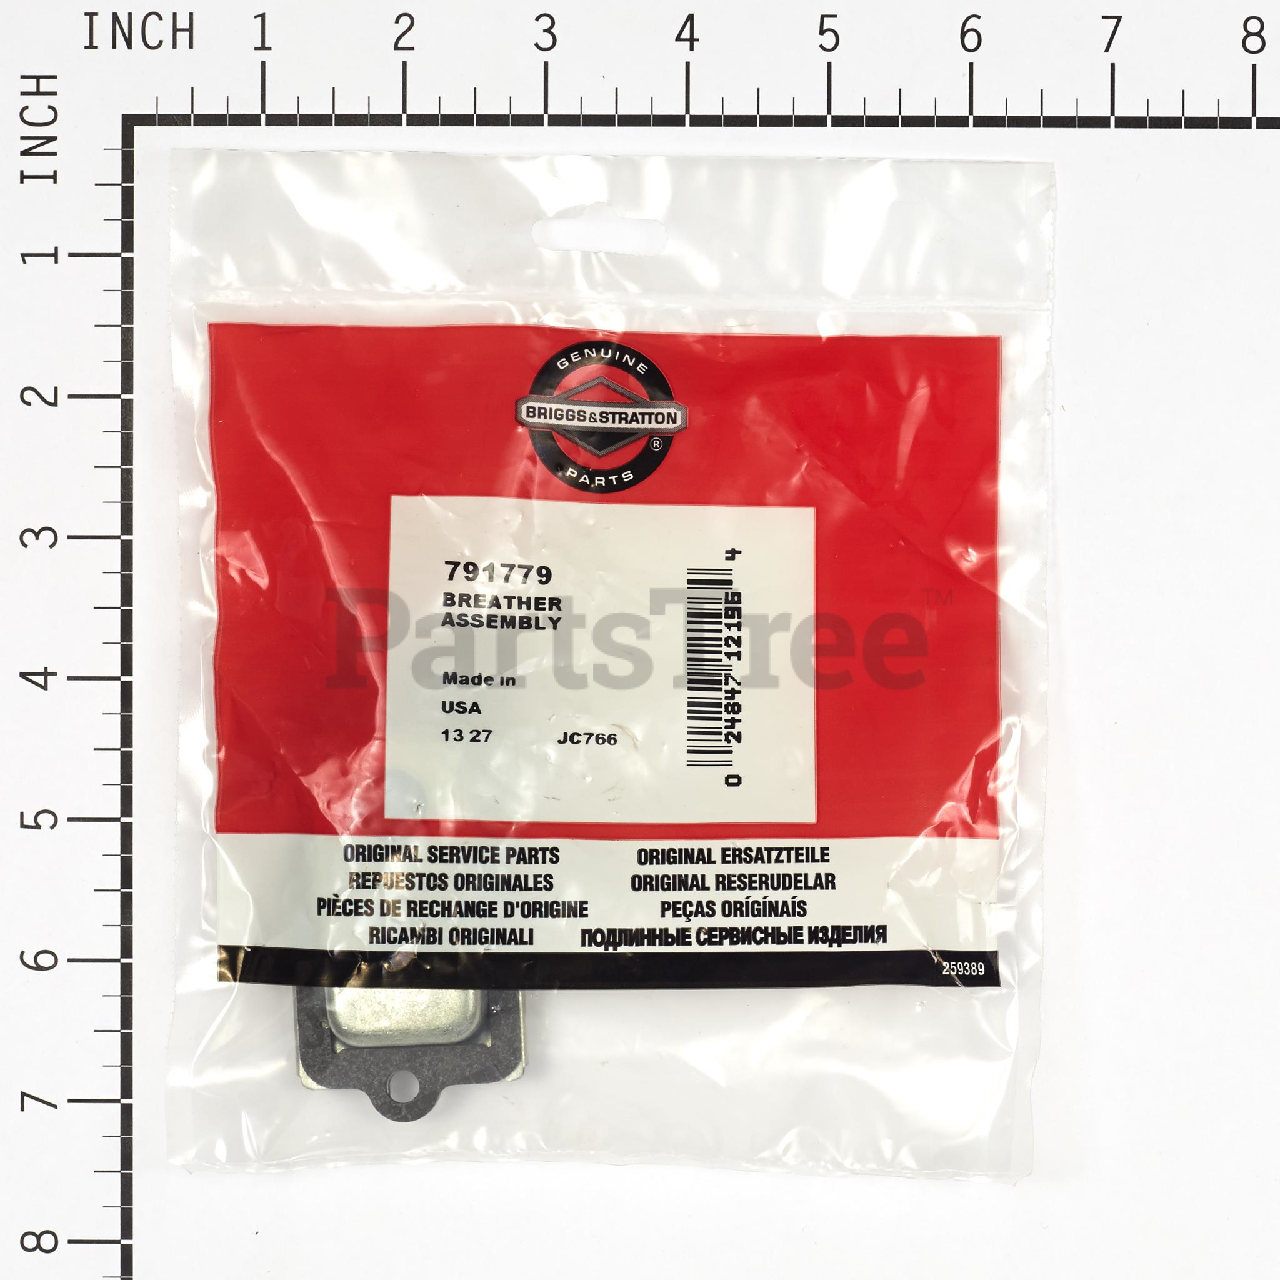 INCH 1 2 3 4 5 6 7 8
INCH
1
2
3
4
5
6
7
8
GENUINE
BRIGGS&STRATTON
®
PARTS
791779
BREATHER
ASSEMBLY
Made in
USA
13 27 JC766
0 24847 12196 4
PartsTree™
ORIGINAL SERVICE PARTS ORIGINAL ERSATZTEILE
REPUESTOS ORIGINALES ORIGINAL RESERUDELAR
PIÈCES DE RECHANGE D'ORIGINE PEÇAS ORÍGÍNAÍS
RICAMBI ORIGINALI ПОДЛИННЫЕ СЕРВИСНЫЕ ИЗДЕЛИЯ
259389